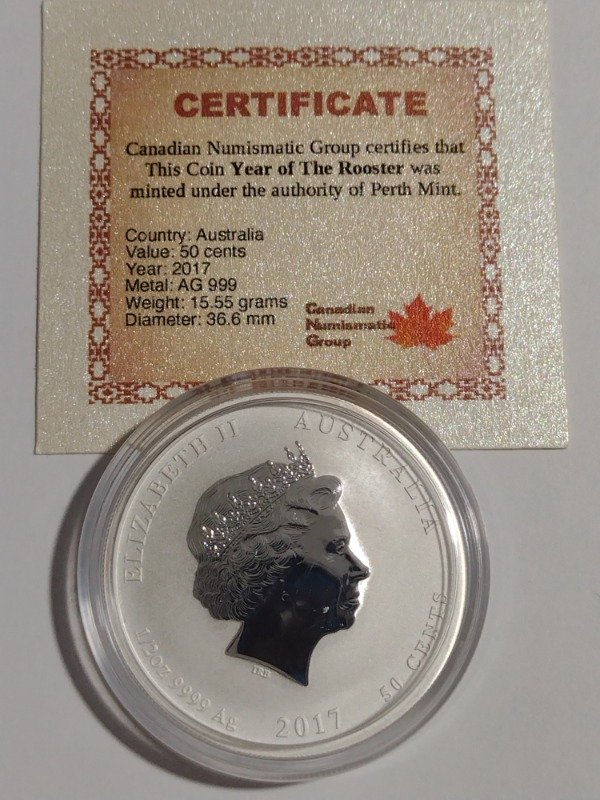 CERTIFICATE
Canadian Numismatic Group certifies that
This Coin Year of The Rooster was
minted under the authority of Perth Mint.
Country: Australia
Value: 50 cents
Year: 2017
Metal: AG 999
Weight: 15.55 grams
Diameter: 36.6 mm
Canadian
Numismatic
Group
ELIZABETH II AUSTRALIA
IRB
1/2oz 9999 Ag 2017 50 CENTS